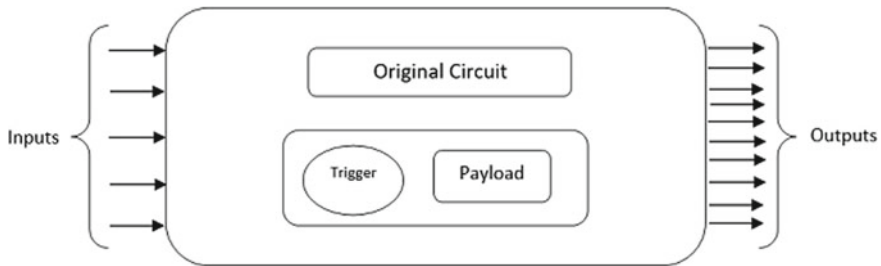 Original Circuit
Inputs
Outputs
Trigger
Payload